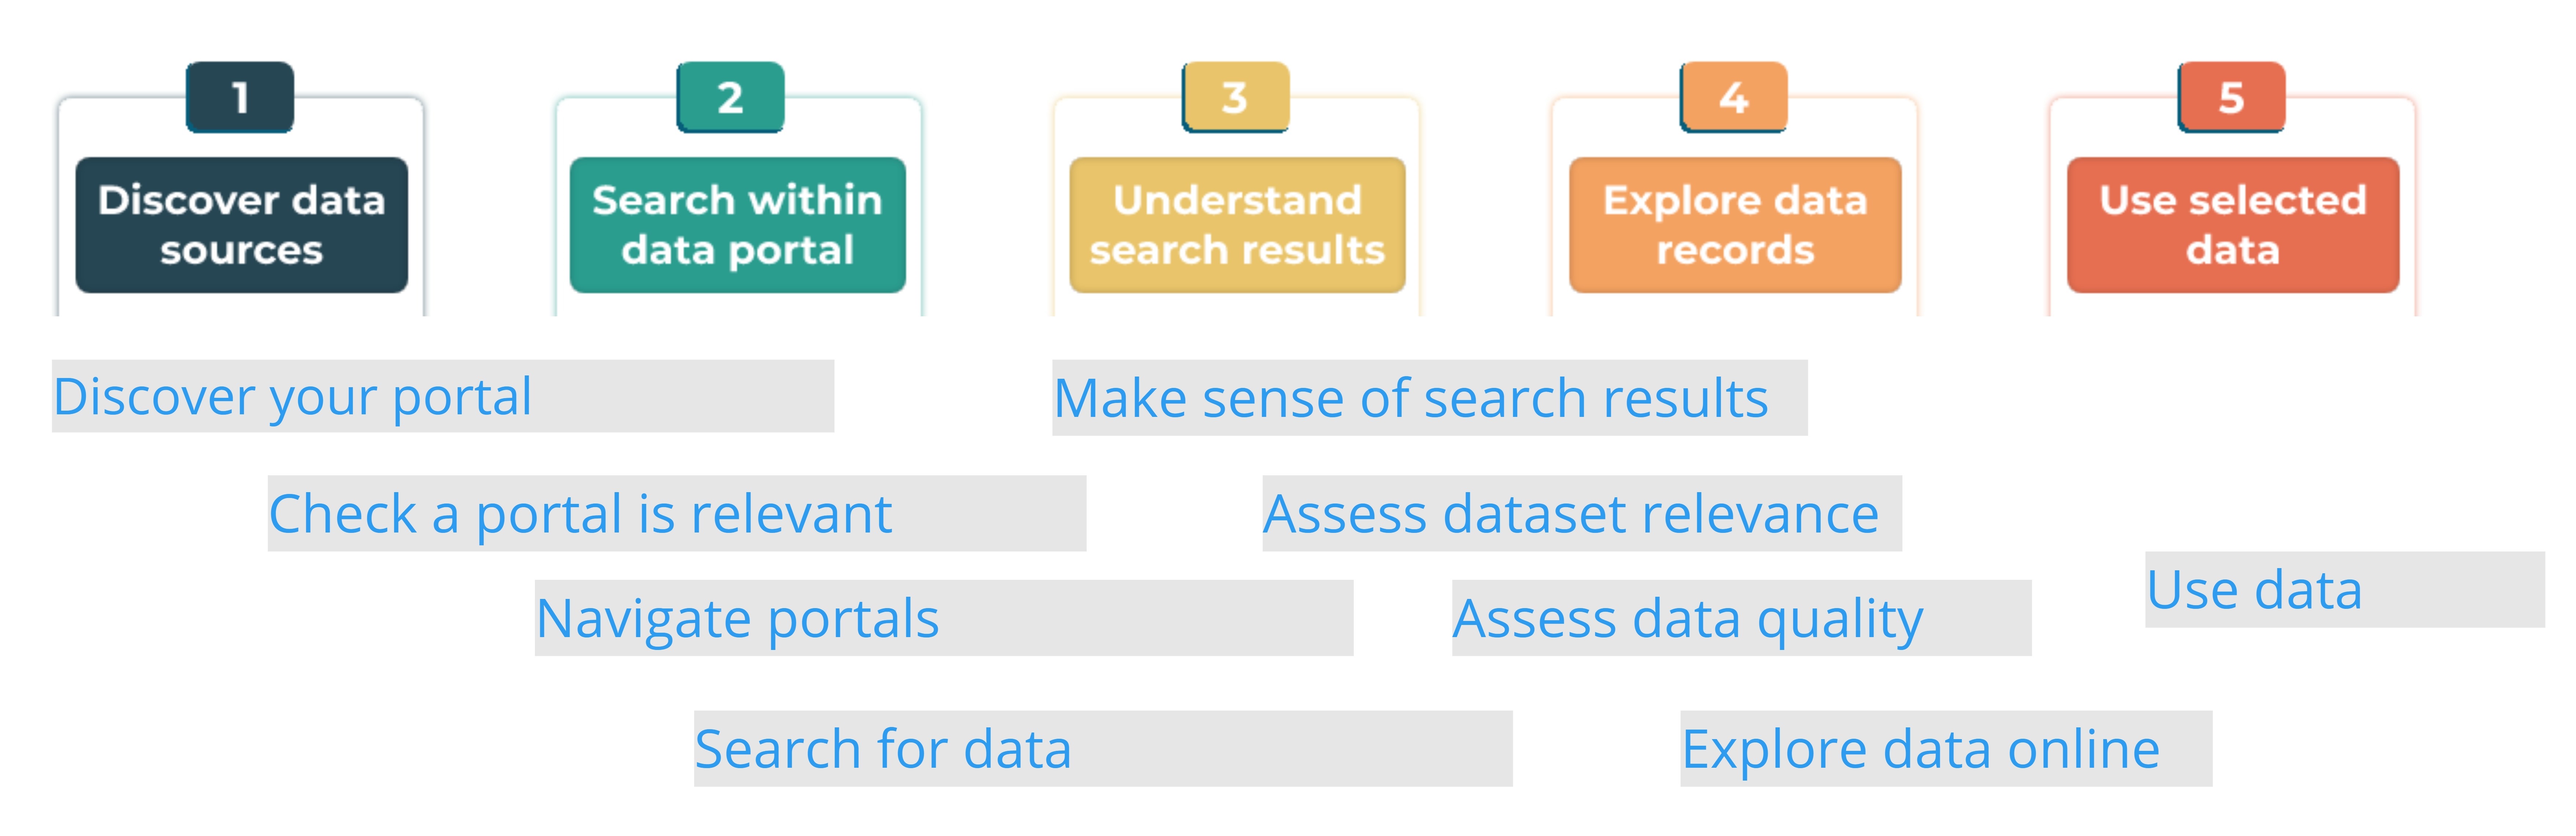 1
Discover data
sources
2
Search within
data portal
3
Understand
search results
4
Explore data
records
5
Use selected
data
Discover your portal
Make sense of search results
Check a portal is relevant
Assess dataset relevance
Use data
Navigate portals
Assess data quality
Search for data
Explore data online